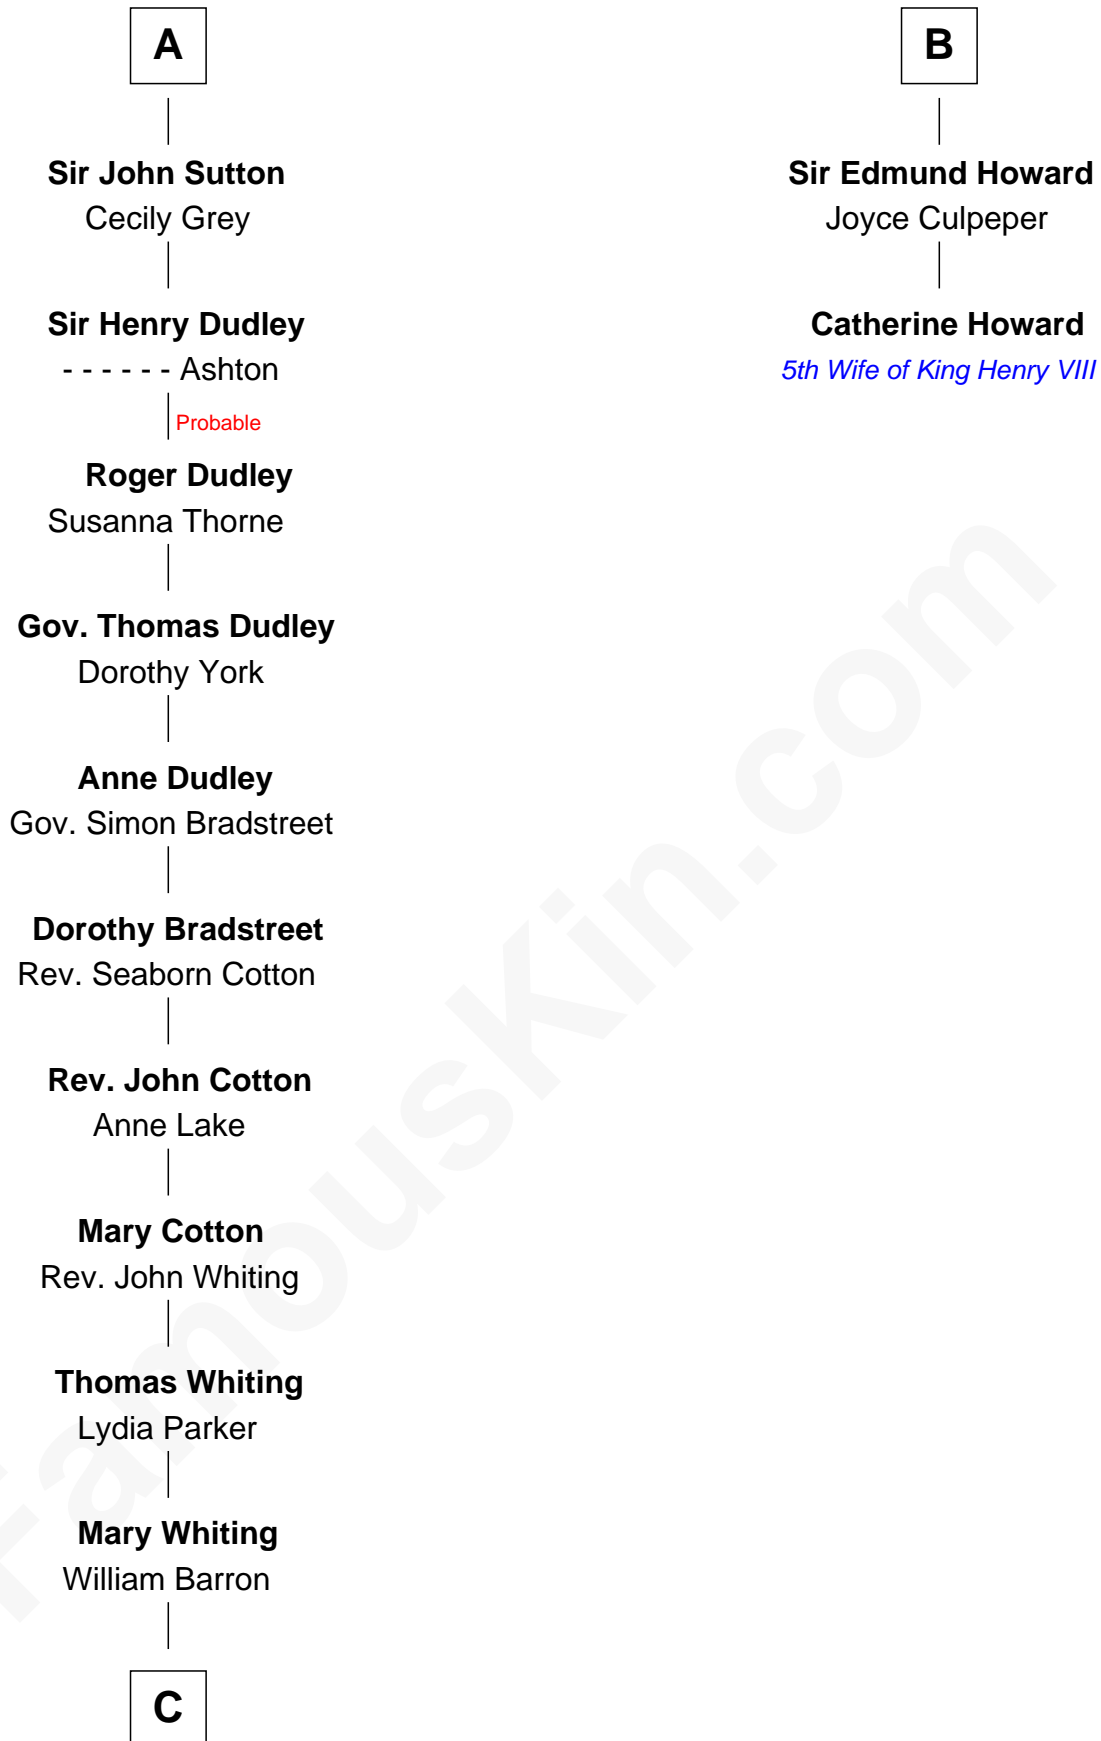 A
Sir John Sutton
Cecily Grey
Sir Henry Dudley
- - - - - - Ashton
Probable
Roger Dudley
Susanna Thorne
Gov. Thomas Dudley
Dorothy York
Anne Dudley
Gov. Simon Bradstreet
Dorothy Bradstreet
Rev. Seaborn Cotton
Rev. John Cotton
Anne Lake
Mary Cotton
Rev. John Whiting
Thomas Whiting
Lydia Parker
Mary Whiting
William Barron
C
B
Sir Edmund Howard
Joyce Culpeper
Catherine Howard
5th Wife of King Henry VIII
FamousKin.com